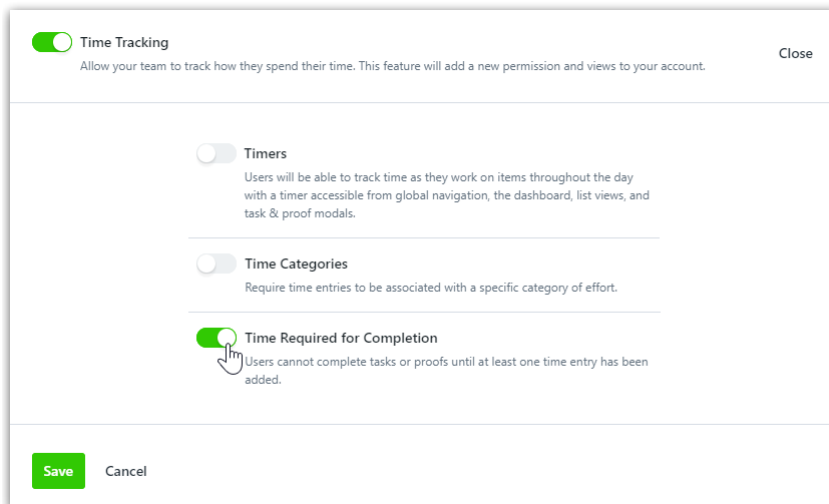 Time Tracking
Allow your team to track how they spend their time. This feature will add a new permission and views to your account.
Close
Timers
Users will be able to track time as they work on items throughout the day
with a timer accessible from global navigation, the dashboard, list views, and
task & proof modals.
Time Categories
Require time entries to be associated with a specific category of effort.
Time Required for Completion
Users cannot complete tasks or proofs until at least one time entry has been
added.
Save
Cancel